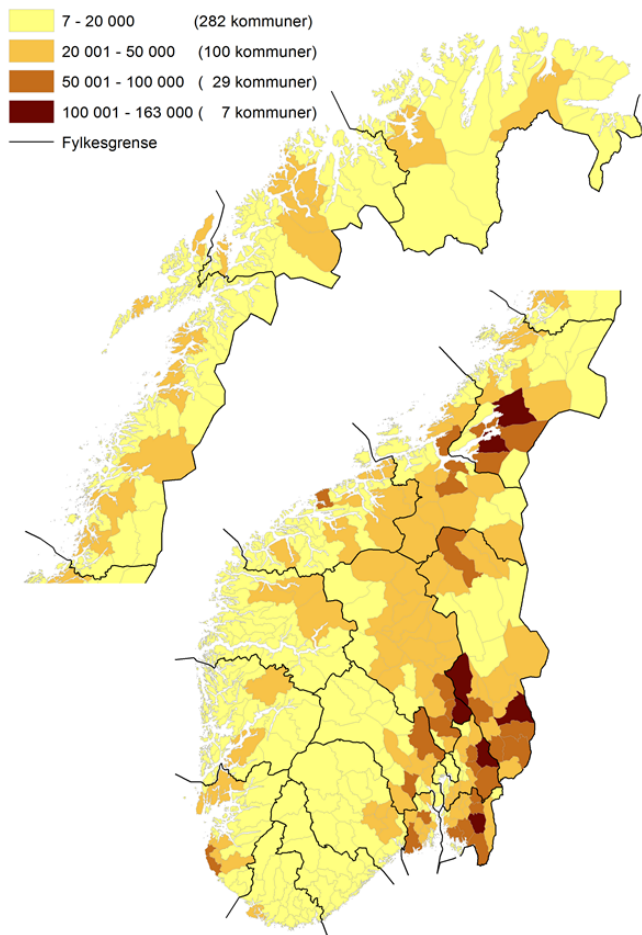 7 - 20 000 (282 kommuner)
20 001 - 50 000 (100 kommuner)
50 001 - 100 000 ( 29 kommuner)
100 001 - 163 000 ( 7 kommuner)
Fylkesgrense